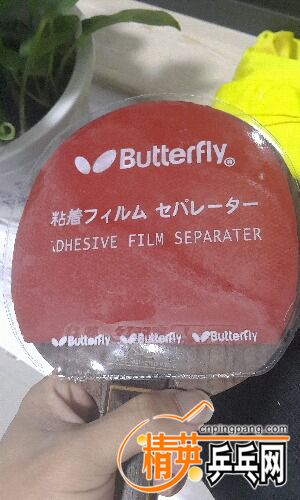 Butterfly®
粘着フィルム セパレーター
ADHESIVE FILM SEPARATER
Butterfly Butterfly Butterfly
cnpingpang.com
精英乒乓网